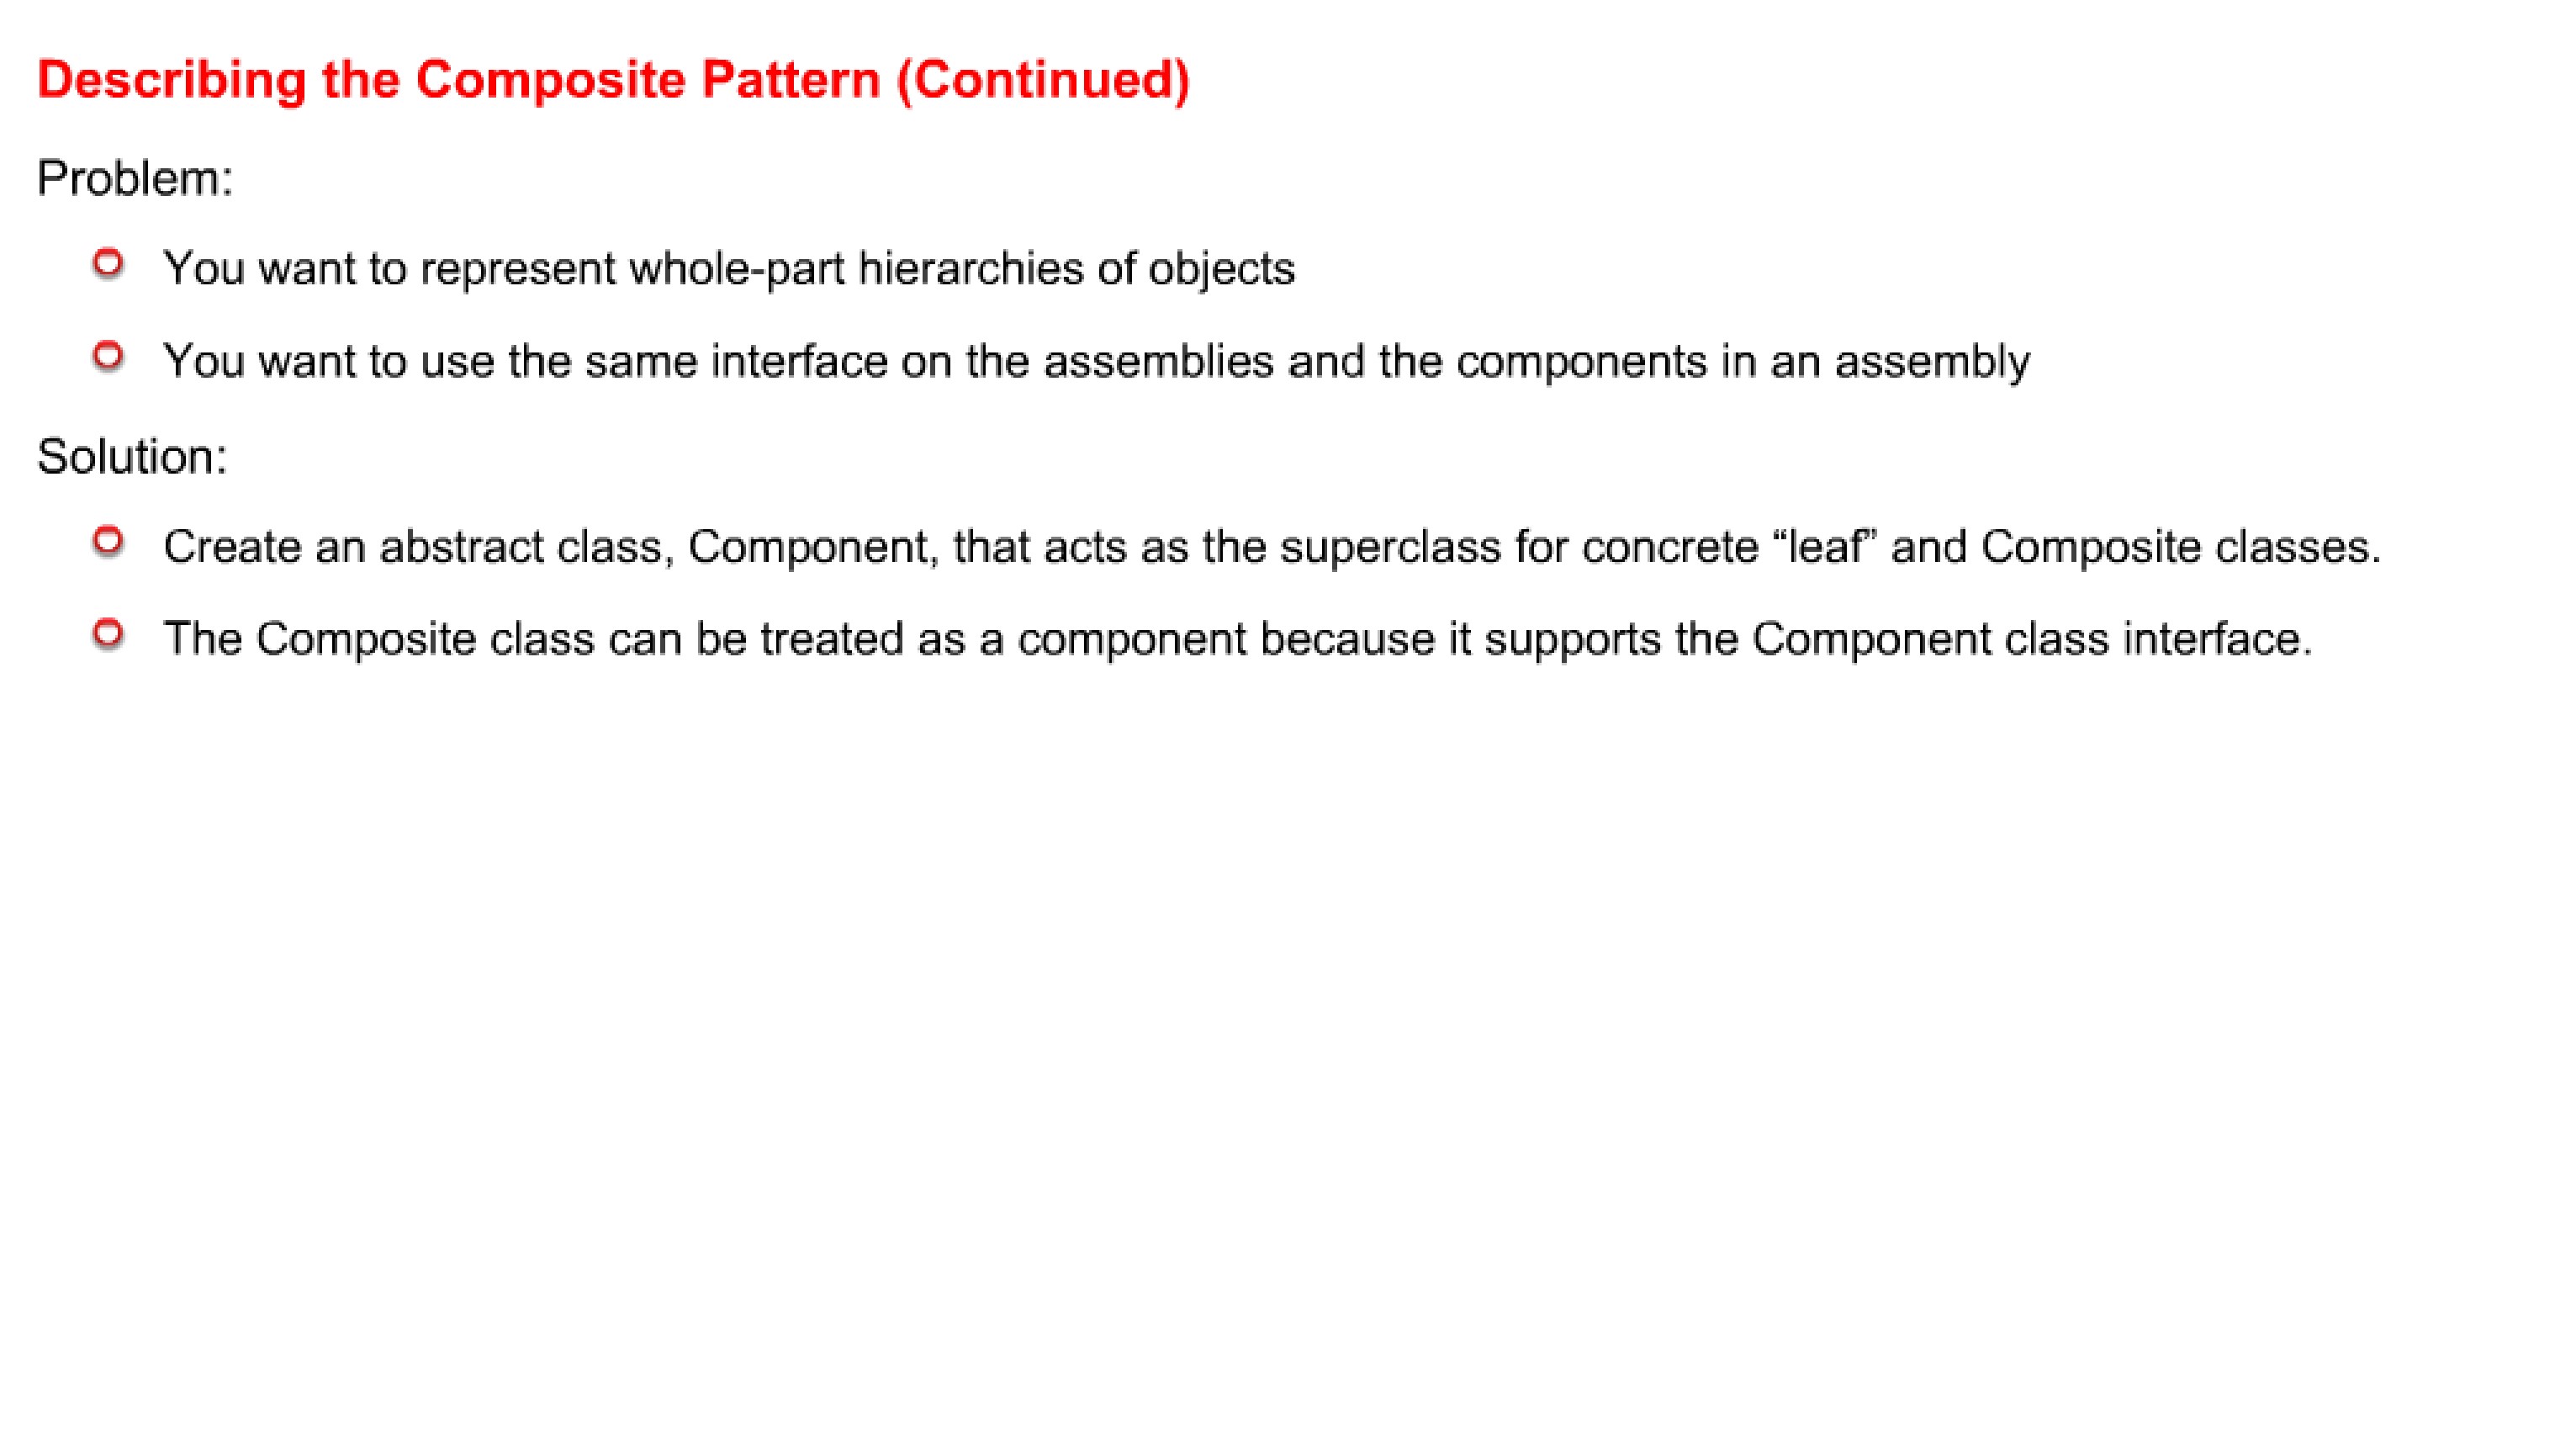 Describing the Composite Pattern (Continued)
Problem:
You want to represent whole-part hierarchies of objects
You want to use the same interface on the assemblies and the components in an assembly
Solution:
Create an abstract class, Component, that acts as the superclass for concrete “leaf” and Composite classes.
The Composite class can be treated as a component because it supports the Component class interface.